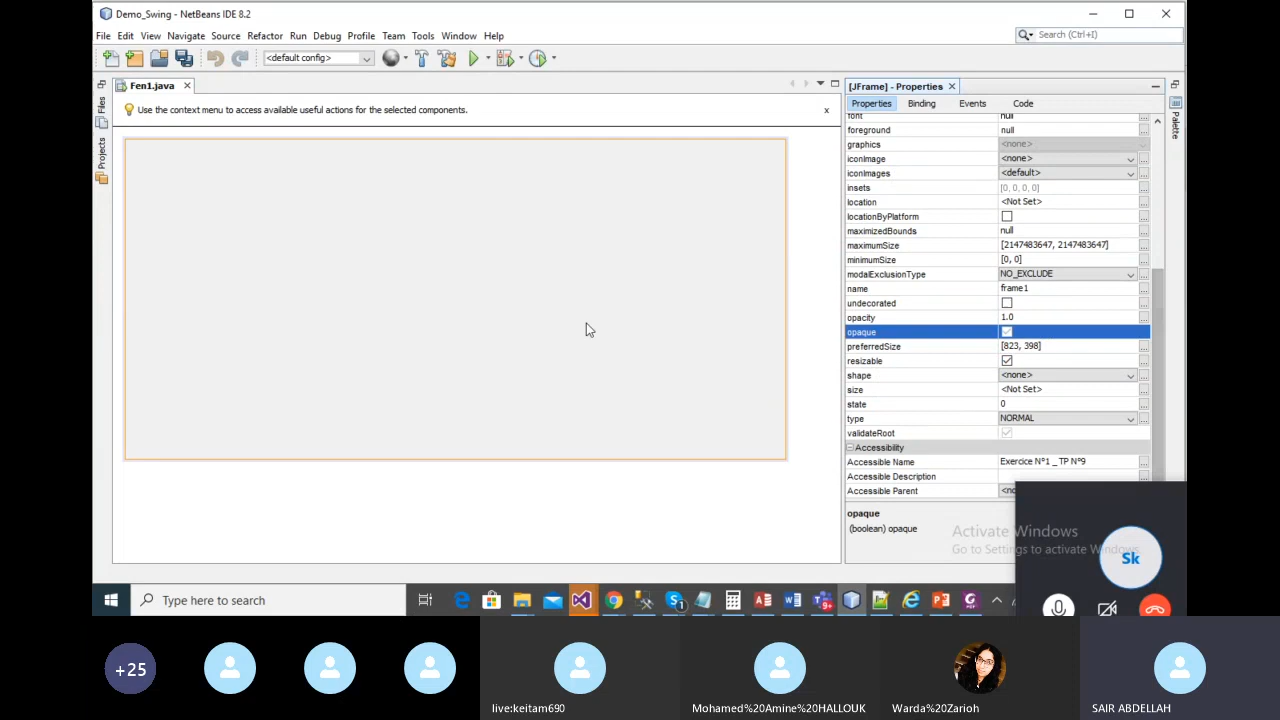 Demo_Swing - NetBeans IDE 8.2
File Edit View Navigate Source Refactor Run Debug Profile Team Tools Window Help
Search (Ctrl+I)
<default config>
Fen1.java
[JFrame] - Properties
Use the context menu to access available useful actions for the selected components.
x
Files
Projects
Palette
Properties Binding Events Code
font null
foreground null
graphics <none>
iconImage <none>
iconImages <default>
insets [0, 0, 0, 0]
location <Not Set>
locationByPlatform
maximizedBounds null
maximumSize [2147483647, 2147483647]
minimumSize [0, 0]
modalExclusionType NO_EXCLUDE
name frame1
undecorated
opacity 1.0
opaque
preferredSize [823, 398]
resizable
shape <none>
size <Not Set>
state 0
type NORMAL
validateRoot
Accessibility
Accessible Name Exercice N°1 _ TP N°9
Accessible Description
Accessible Parent
opaque
(boolean) opaque
Activate Windows
Go to Settings to activate Windows.
Sk
Type here to search
+25
live:keitam690
Mohamed%20Amine%20HALLOUK
Warda%20Zarioh
SAIR ABDELLAH